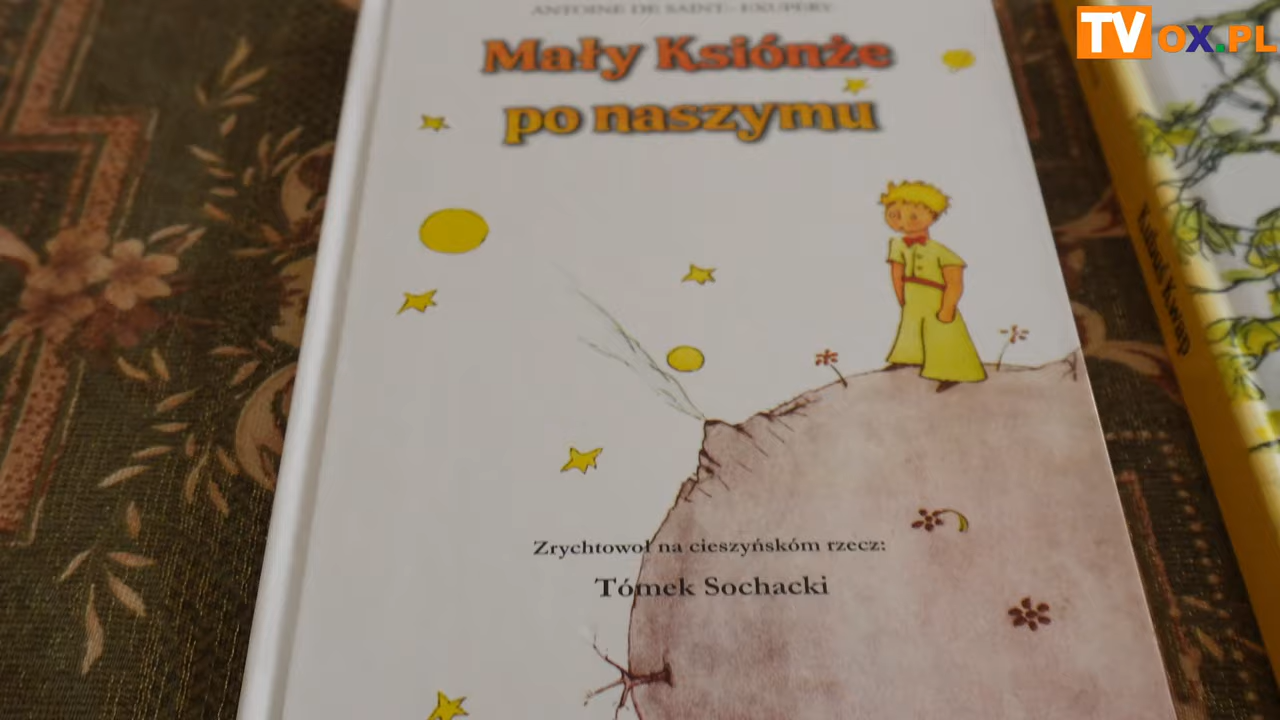 ANTOINE DE SAINT-EXUPÉRY
Mały Ksiónże
po naszymu
Zrychtowoł na cieszyńskóm rzecz:
Tómek Sochacki
TVOX.PL